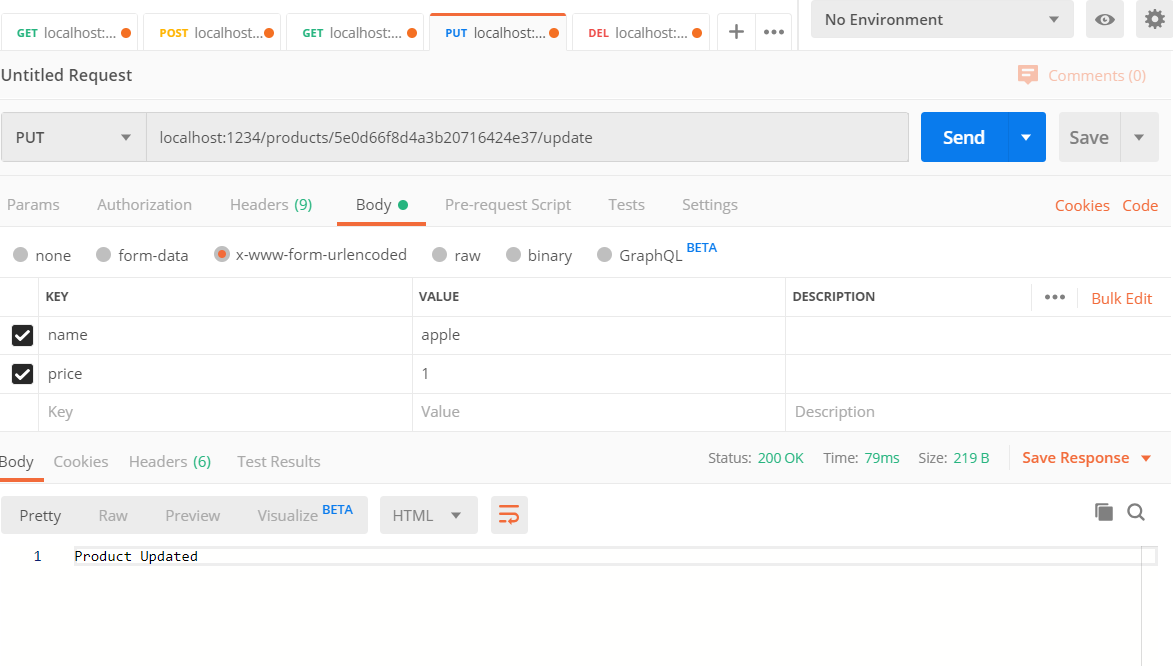 GET localhost:... POST localhost... GET localhost:... PUT localhost:... DEL localhost:... No Environment
Untitled Request Comments (0)
PUT localhost:1234/products/5e0d66f8d4a3b20716424e37/update Send Save
Params Authorization Headers (9) Body Pre-request Script Tests Settings Cookies Code
none form-data x-www-form-urlencoded raw binary GraphQL BETA
KEY VALUE DESCRIPTION Bulk Edit
name apple
price 1
Key Value Description
Body Cookies Headers (6) Test Results Status: 200 OK Time: 79ms Size: 219 B Save Response
Pretty Raw Preview Visualize BETA HTML
1 Product Updated